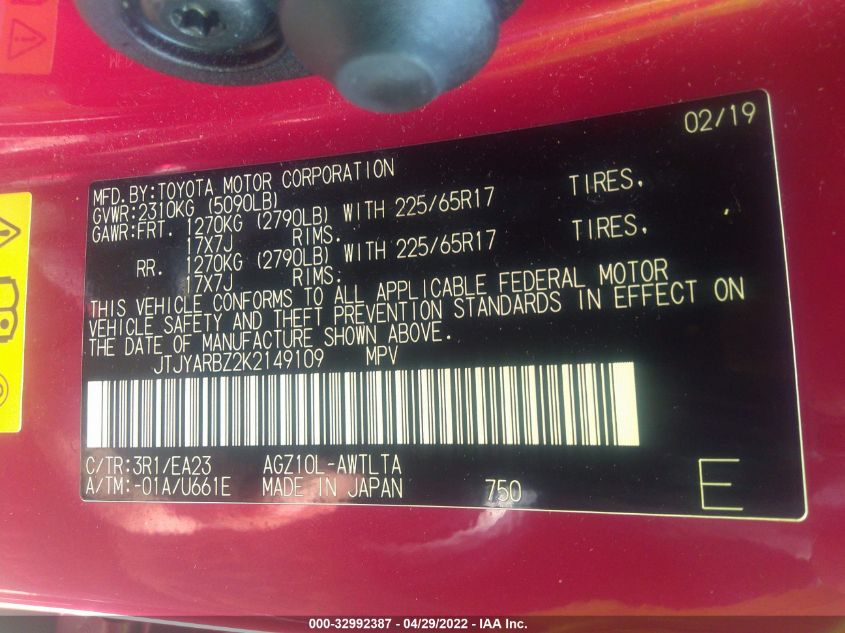 02/19
MFD.BY:TOYOTA MOTOR CORPORATION
GVWR:2310KG (5090LB)
GAWR:FRT. 1270KG (2790LB) WITH 225/65R17 TIRES,
17X7J RIMS.
RR. 1270KG (2790LB) WITH 225/65R17 TIRES,
17X7J RIMS.
THIS VEHICLE CONFORMS TO ALL APPLICABLE FEDERAL MOTOR
VEHICLE SAFETY AND THEFT PREVENTION STANDARDS IN EFFECT ON
THE DATE OF MANUFACTURE SHOWN ABOVE.
JTJYARBZ2K2149109 MPV
C/TR:3R1/EA23 AGZ10L-AWTLTA
A/TM:-01A/U661E MADE IN JAPAN 750 E
000-32992387 - 04/29/2022 - IAA Inc.